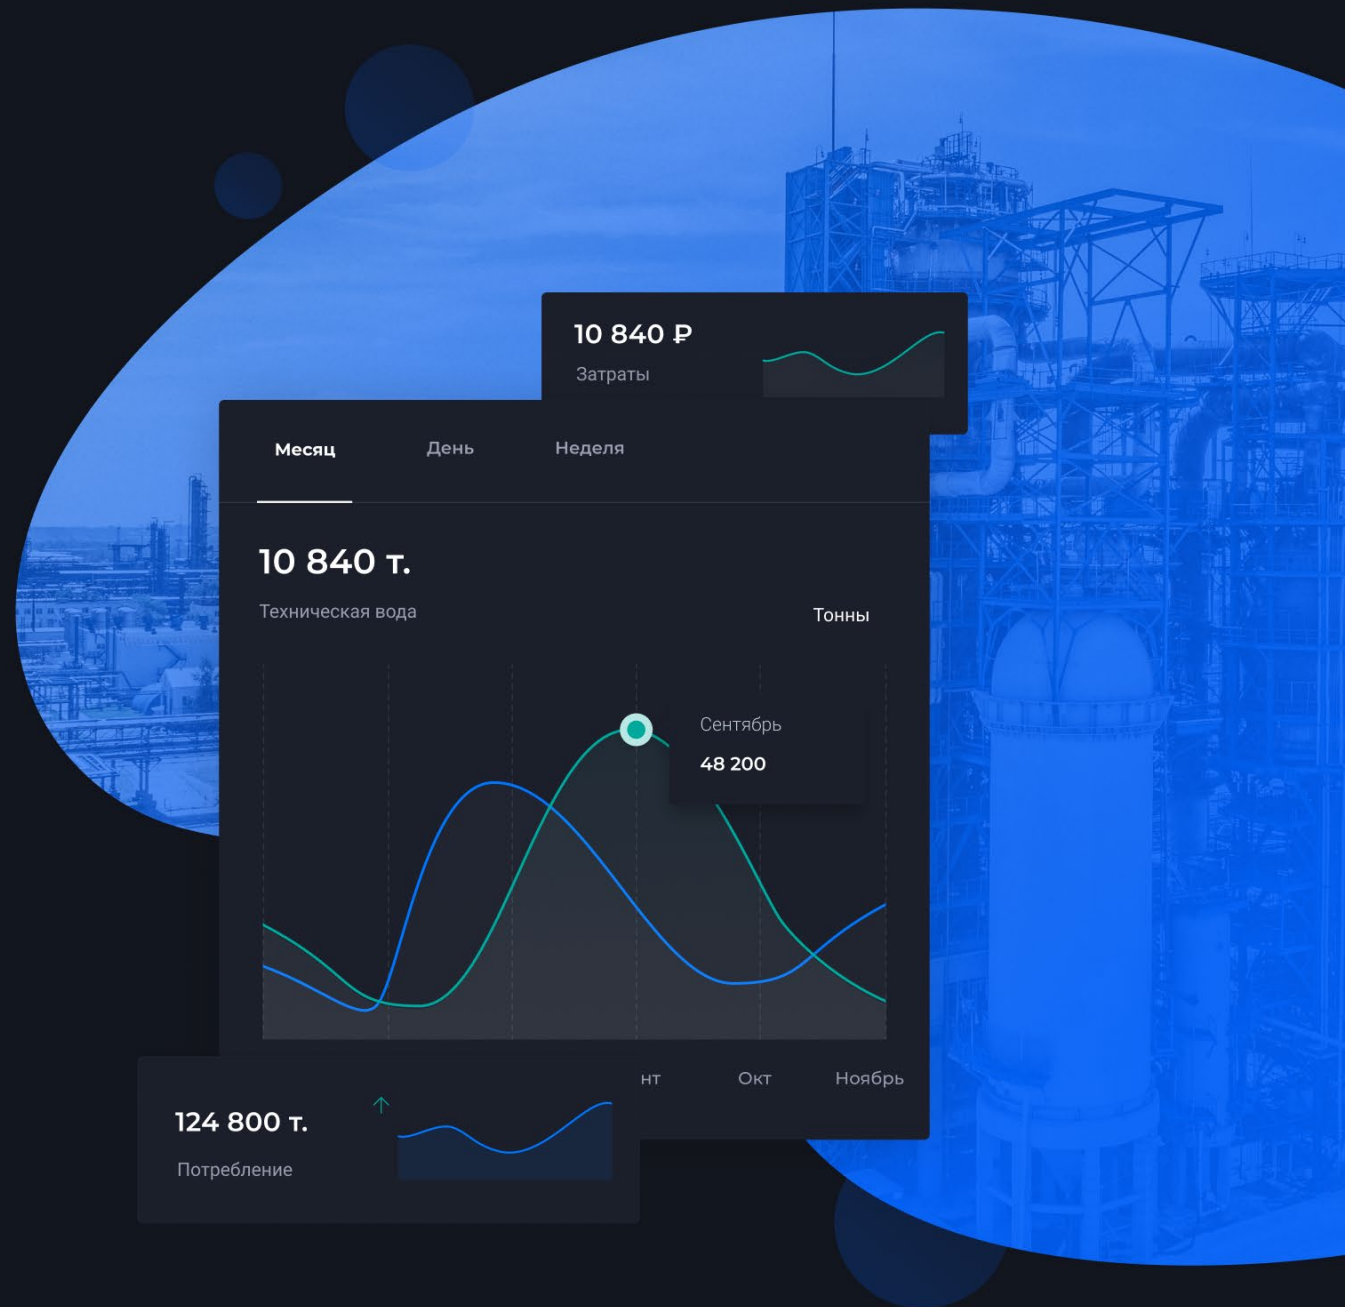 10 840 ₽
Затраты
Месяц
День
Неделя
10 840 т.
Техническая вода
Тонны
Сентябрь
48 200
нт
Окт
Ноябрь
124 800 т.
Потребление